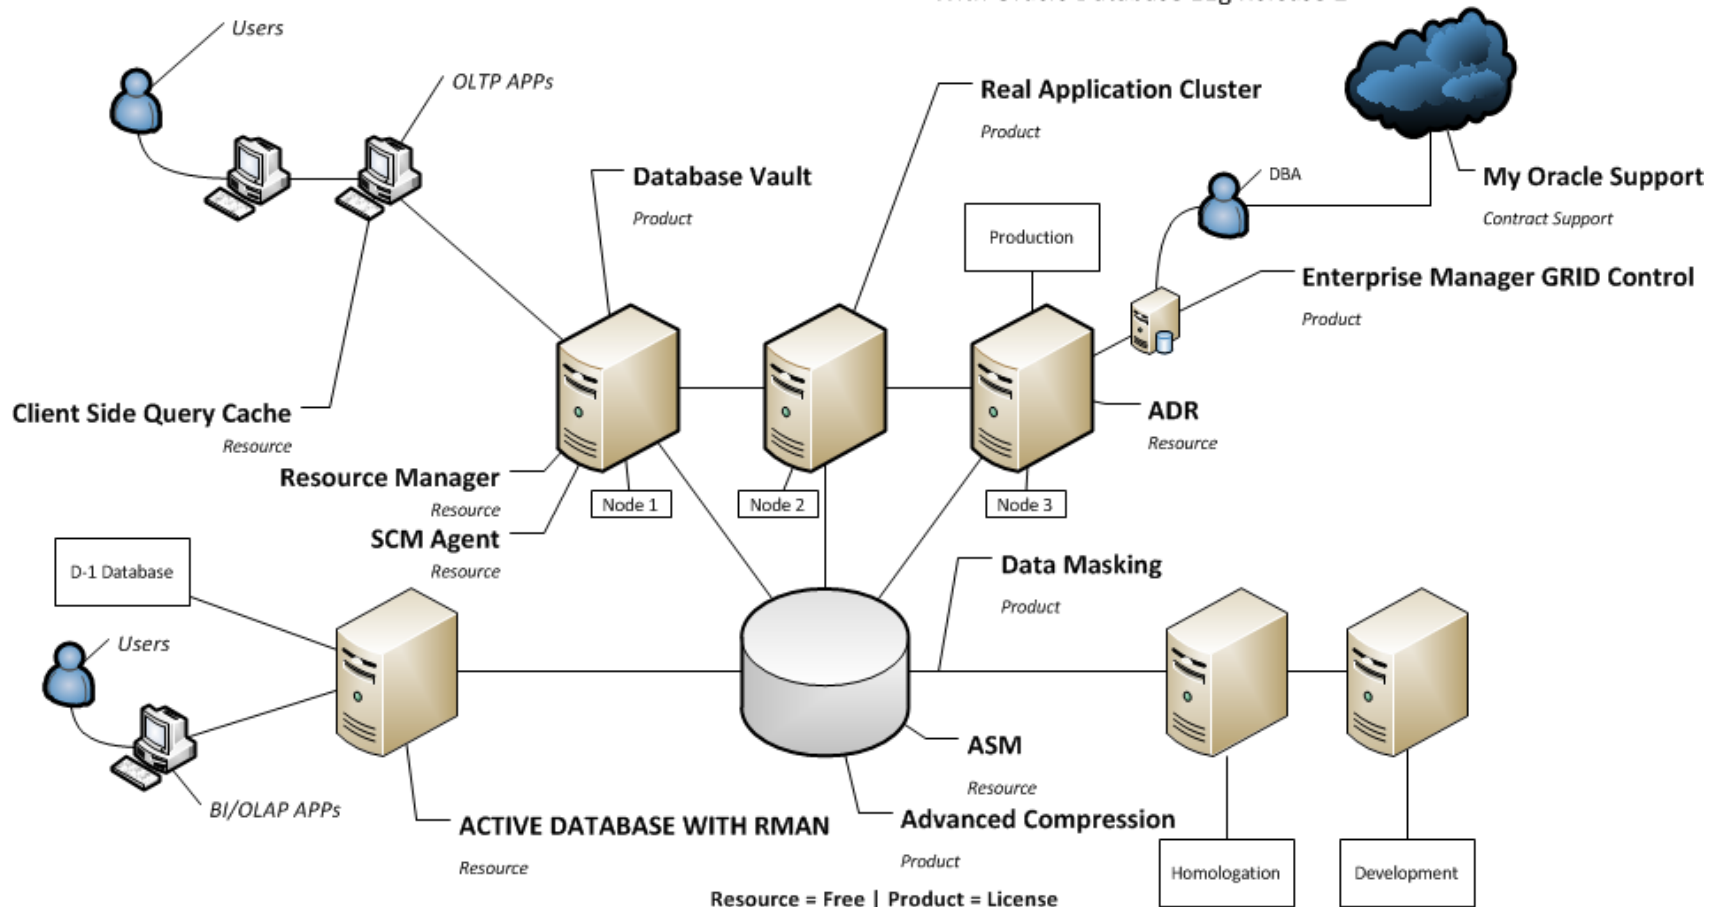 Users
OLTP APPs
Real Application Cluster
Product
Database Vault
Product
DBA
My Oracle Support
Contract Support
Production
Enterprise Manager GRID Control
Product
Client Side Query Cache
Resource
ADR
Resource
Resource Manager
Resource
Node 1
Node 2
Node 3
SCM Agent
Resource
D-1 Database
Data Masking
Product
Users
ASM
Resource
BI/OLAP APPs
ACTIVE DATABASE WITH RMAN
Resource
Advanced Compression
Product
Homologation
Development
Resource = Free | Product = License